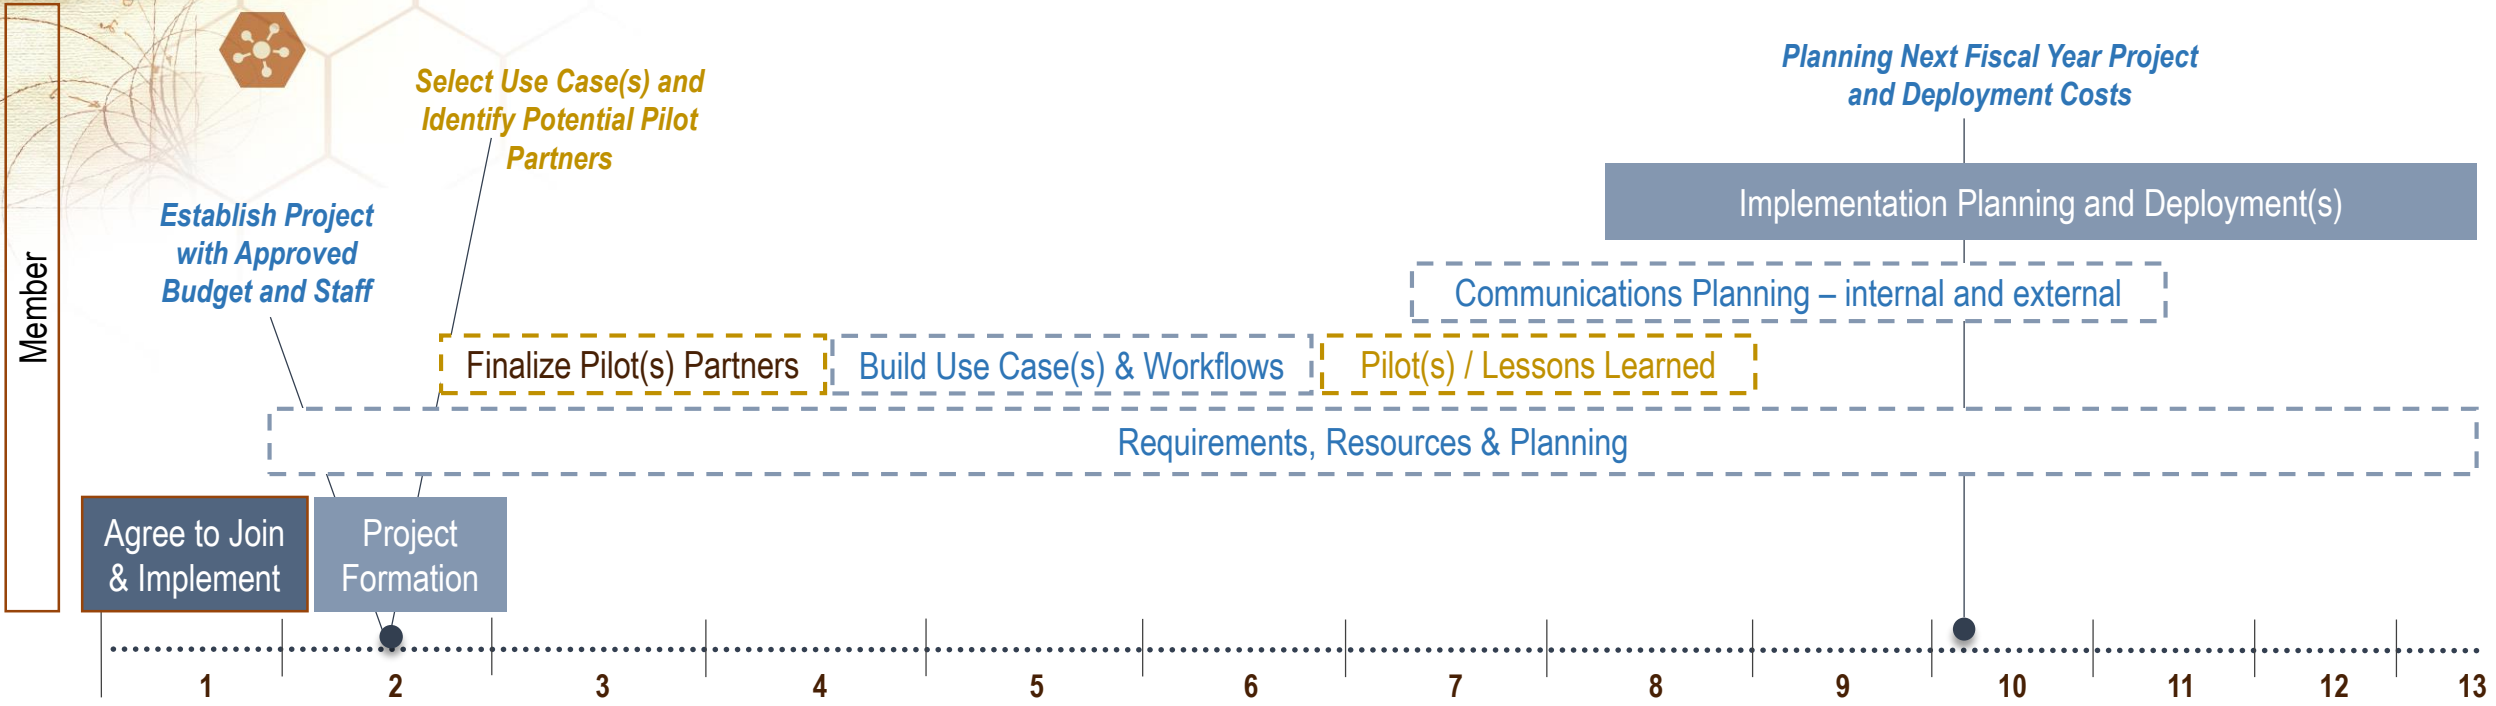 Member
Select Use Case(s) and
Identify Potential Pilot
Partners
Planning Next Fiscal Year Project
and Deployment Costs
Establish Project
with Approved
Budget and Staff
Implementation Planning and Deployment(s)
Communications Planning – internal and external
Finalize Pilot(s) Partners
Build Use Case(s) & Workflows
Pilot(s) / Lessons Learned
Requirements, Resources & Planning
Agree to Join
& Implement
Project
Formation
1 2 3 4 5 6 7 8 9 10 11 12 13